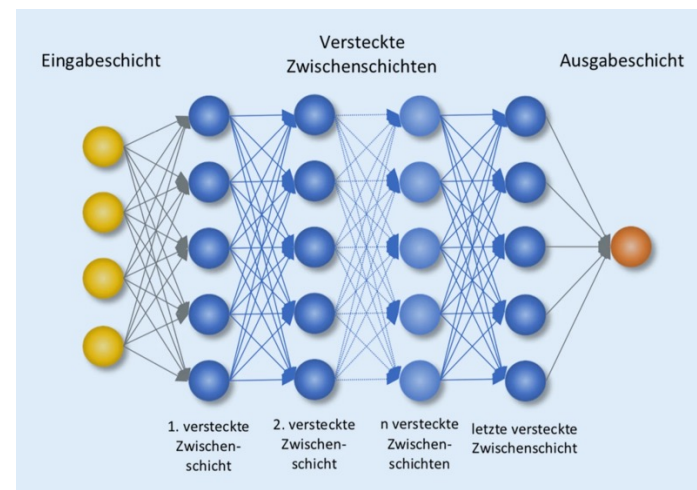 Eingabeschicht
Versteckte
Zwischenschichten
Ausgabeschicht
1. versteckte
Zwischen-
schicht
2. versteckte
Zwischen-
schicht
n versteckte
Zwischen-
schichten
letzte versteckte
Zwischenschicht